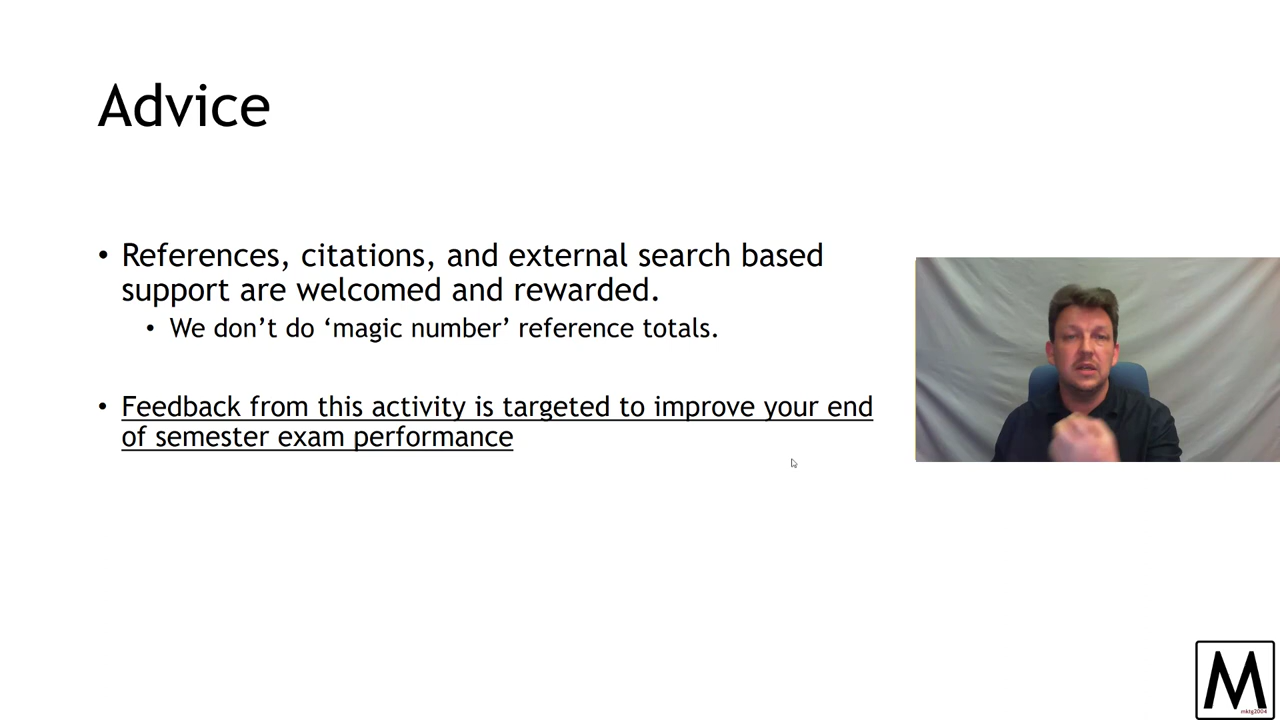 Advice
• References, citations, and external search based
support are welcomed and rewarded.
• We don’t do ‘magic number’ reference totals.
• Feedback from this activity is targeted to improve your end
of semester exam performance
M
mktg2004